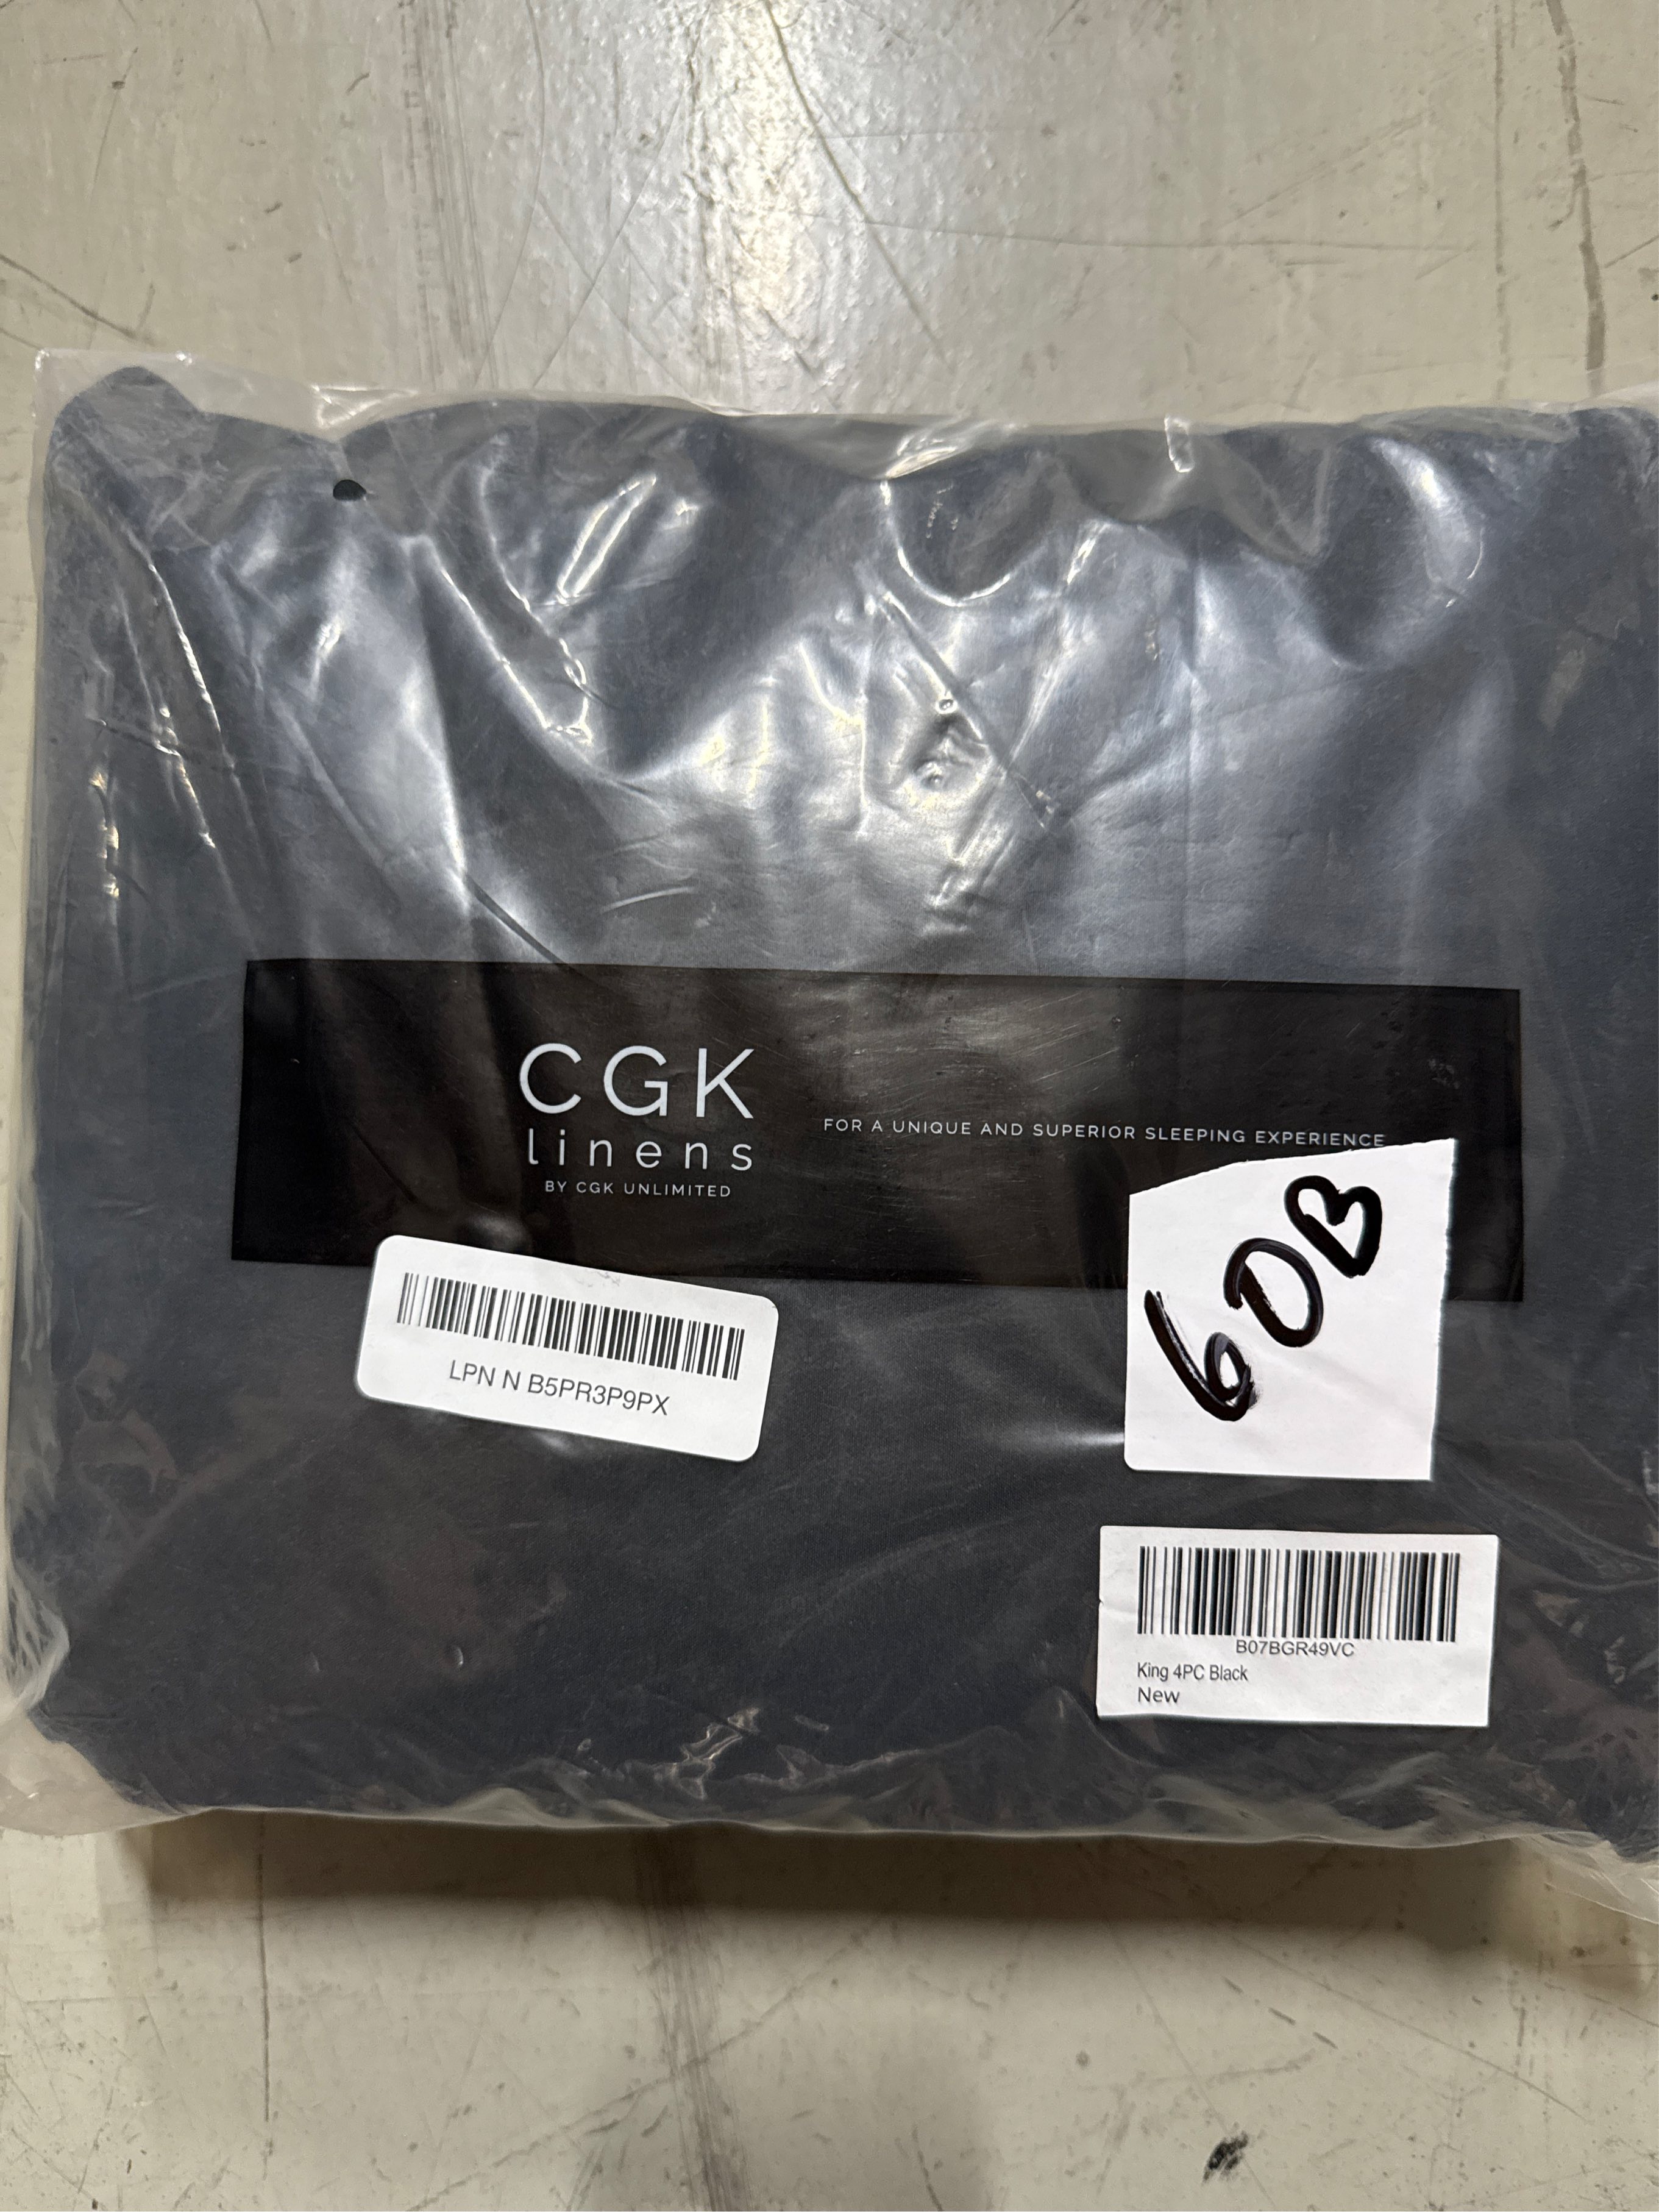 CGK
linens
BY CGK UNLIMITED
FOR A UNIQUE AND SUPERIOR SLEEPING EXPERIENCE
60B
LPN N B5PR3P9PX
B07BGR49VC
King 4PC Black
New